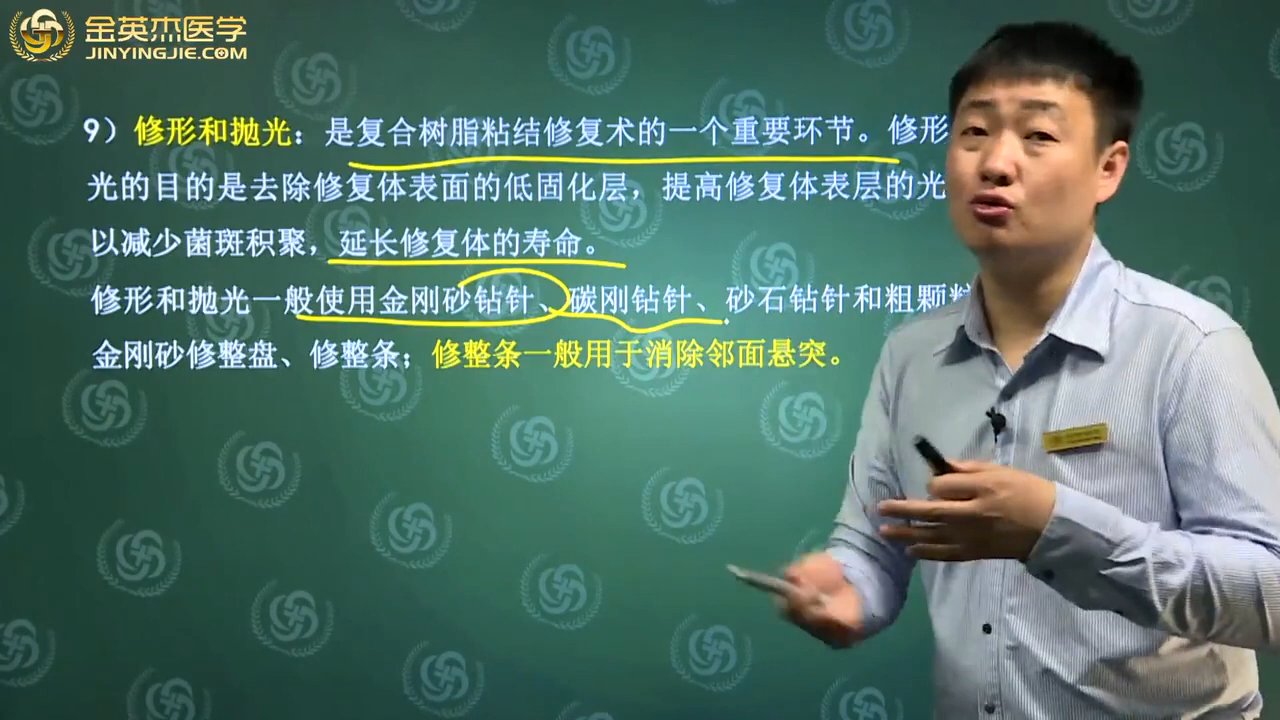 金英杰医学
JINYINGJIE.COM
9）修形和抛光：是复合树脂粘结修复术的一个重要环节。修形
光的目的是去除修复体表面的低固化层，提高修复体表层的光
以减少菌斑积聚，延长修复体的寿命。
修形和抛光一般使用金刚砂钻针、碳刚钻针、砂石钻针和粗颗粒
金刚砂修整盘、修整条；修整条一般用于消除邻面悬突。